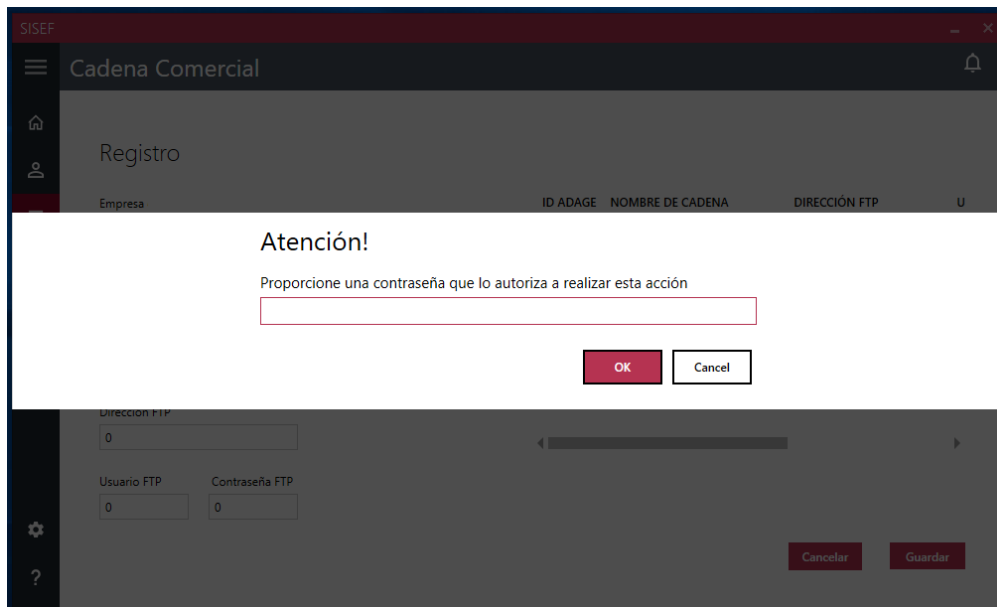 SISEF
Cadena Comercial
Registro
Empresa
ID ADAGE NOMBRE DE CADENA DIRECCIÓN FTP U
Atención!
Proporcione una contraseña que lo autoriza a realizar esta acción
OK Cancel
Dirección FTP
0
Usuario FTP Contraseña FTP
0 0
Cancelar Guardar
?